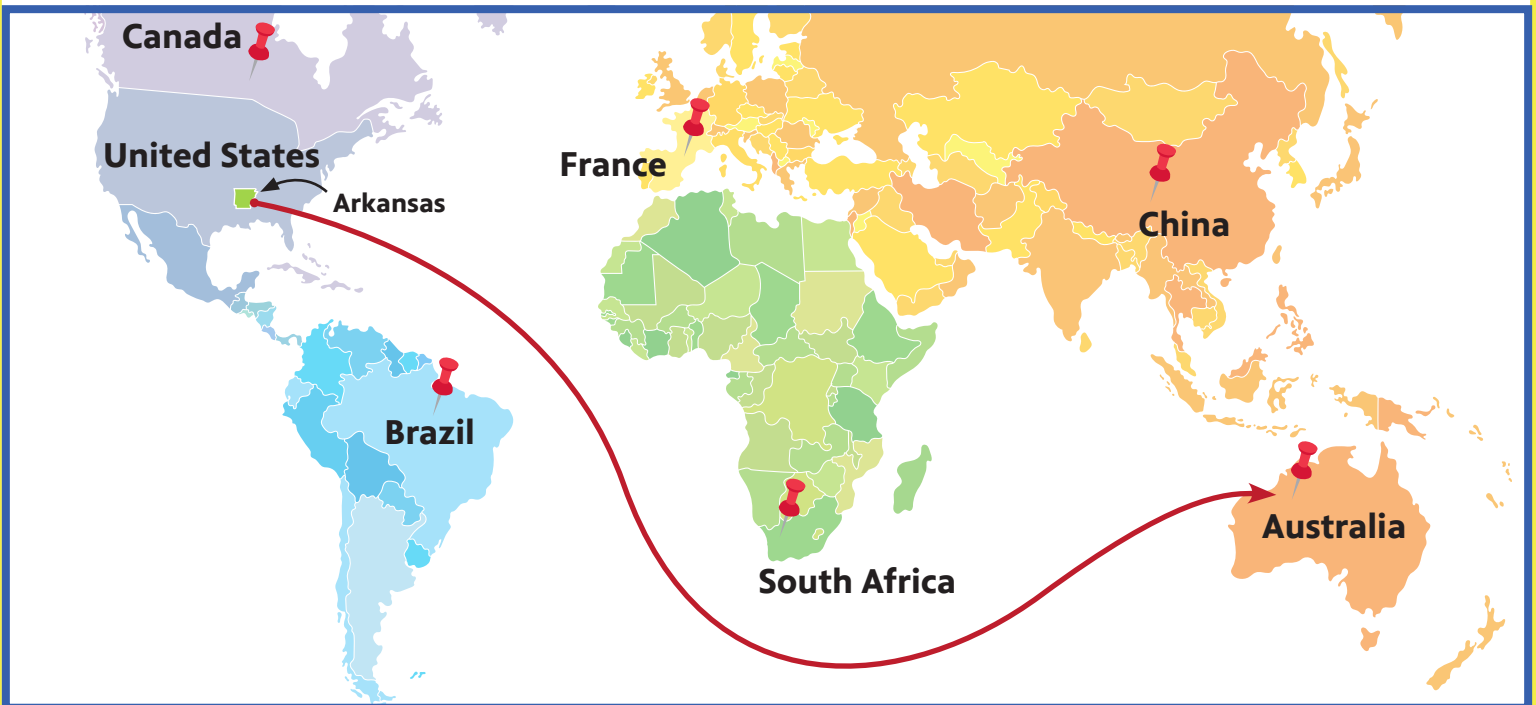 Canada
United States
Arkansas
France
China
Brazil
Australia
South Africa